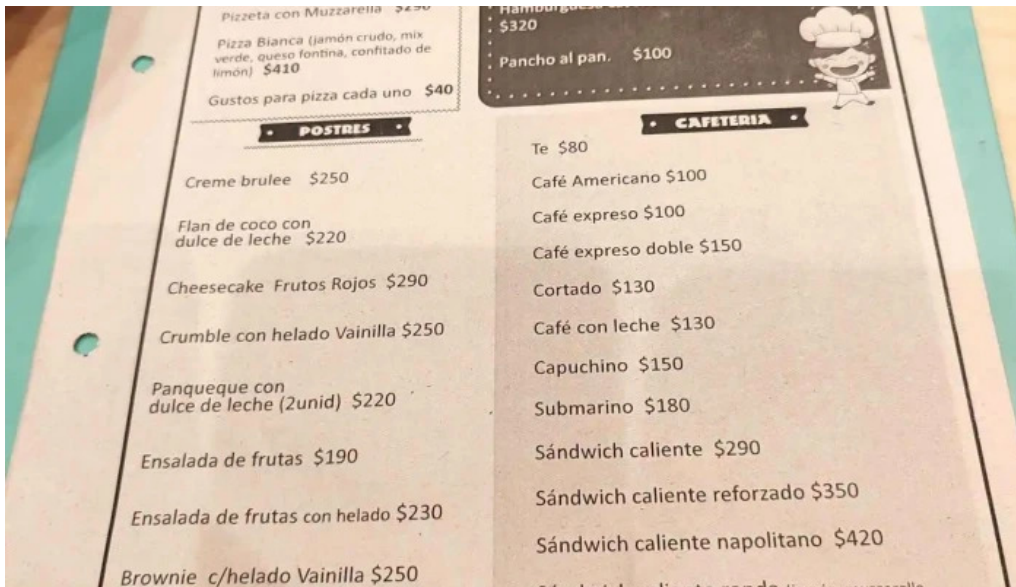 Pizzeta con Muzzarella $290
Pizza Bianca (jamón crudo, mix
verde, queso fontina, confitado de
limón) $410
Gustos para pizza cada uno $40
$320
Pancho al pan. $100
POSTRES
Creme brulee $250
Flan de coco con
dulce de leche $220
Cheesecake Frutos Rojos $290
Crumble con helado Vainilla $250
Panqueque con
dulce de leche (2unid) $220
Ensalada de frutas $190
Ensalada de frutas con helado $230
Brownie c/helado Vainilla $250
CAFETERIA
Te $80
Café Americano $100
Café expreso $100
Café expreso doble $150
Cortado $130
Café con leche $130
Capuchino $150
Submarino $180
Sándwich caliente $290
Sándwich caliente reforzado $350
Sándwich caliente napolitano $420